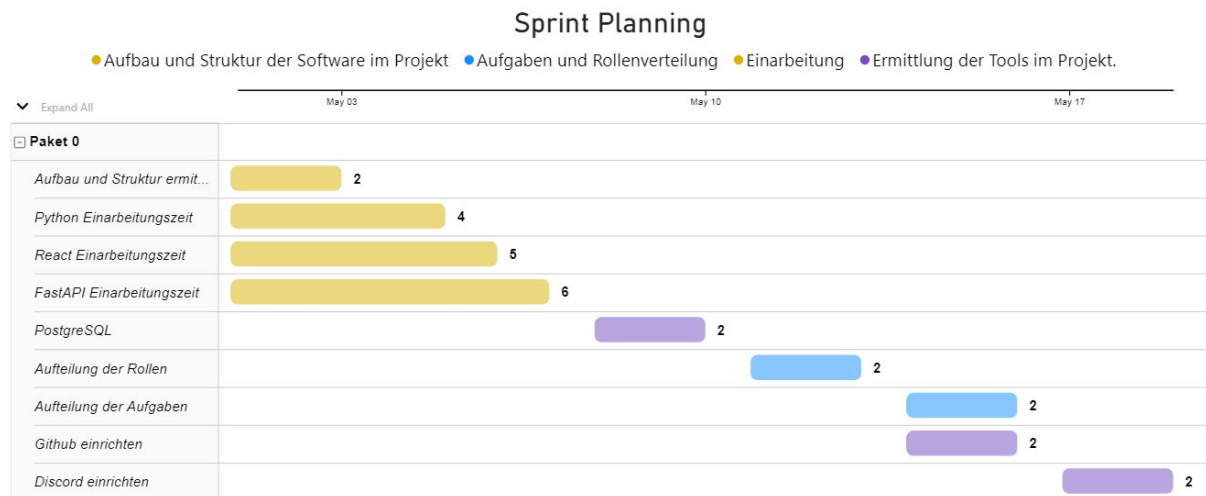 Sprint Planning
Aufbau und Struktur der Software im Projekt Aufgaben und Rollenverteilung Einarbeitung Ermittlung der Tools im Projekt.
Expand All May 03 May 10 May 17
Paket 0
Aufbau und Struktur ermit... 2
Python Einarbeitungszeit 4
React Einarbeitungszeit 5
FastAPI Einarbeitungszeit 6
PostgreSQL 2
Aufteilung der Rollen 2
Aufteilung der Aufgaben 2
Github einrichten 2
Discord einrichten 2